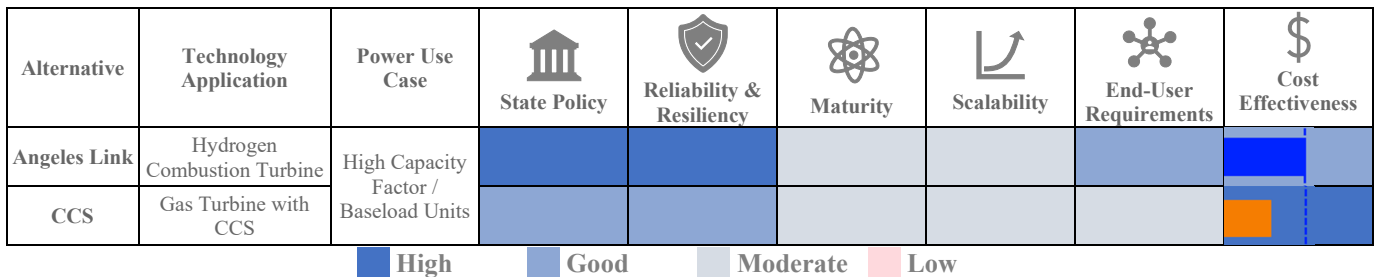 Alternative
Technology
Application
Power Use
Case
State Policy
Reliability &
Resiliency
Maturity
Scalability
End-User
Requirements
$
Cost
Effectiveness
Angeles Link
Hydrogen
Combustion Turbine
High Capacity
Factor /
Baseload Units
CCS
Gas Turbine with
CCS
High
Good
Moderate
Low